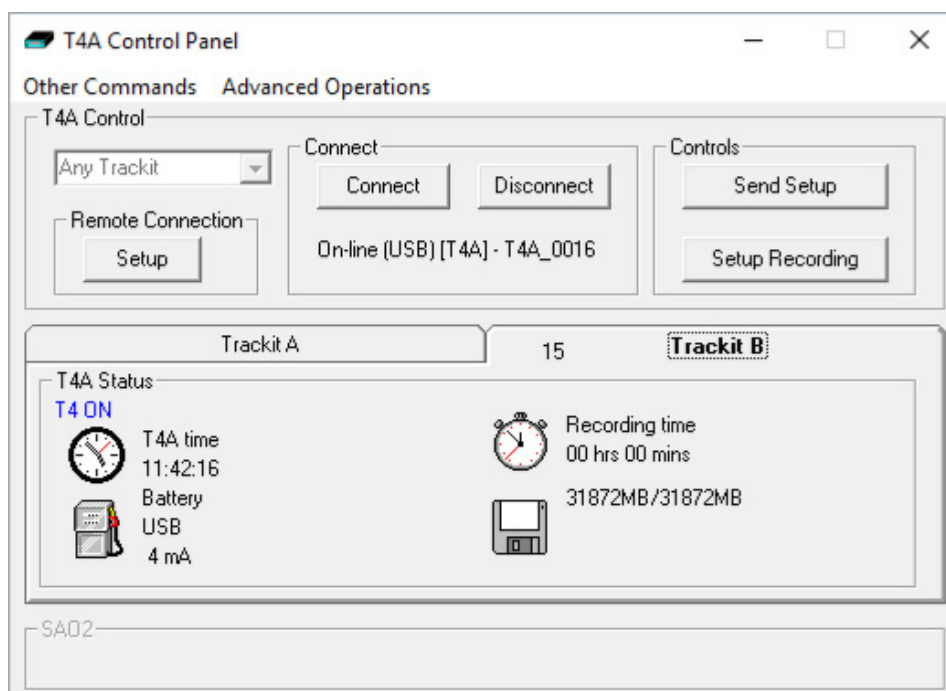 T4A Control Panel
Other Commands Advanced Operations
T4A Control
Any Trackit
Remote Connection
Setup
Connect
Connect Disconnect
On-line (USB) [T4A] - T4A_0016
Controls
Send Setup
Setup Recording
Trackit A
15 Trackit B
T4A Status
T4 ON
T4A time
11:42:16
Battery
USB
4 mA
Recording time
00 hrs 00 mins
31872MB/31872MB
SAO2